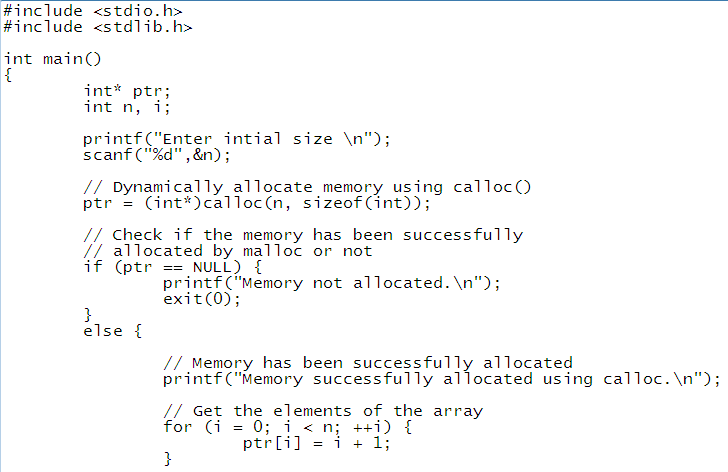 #include <stdio.h>
#include <stdlib.h>
int main()
{
int* ptr;
int n, i;
printf("Enter intial size \n");
scanf("%d",&n);
// Dynamically allocate memory using calloc()
ptr = (int*)calloc(n, sizeof(int));
// Check if the memory has been successfully
// allocated by malloc or not
if (ptr == NULL) {
printf("Memory not allocated.\n");
exit(0);
}
else {
// Memory has been successfully allocated
printf("Memory successfully allocated using calloc.\n");
// Get the elements of the array
for (i = 0; i < n; ++i) {
ptr[i] = i + 1;
}